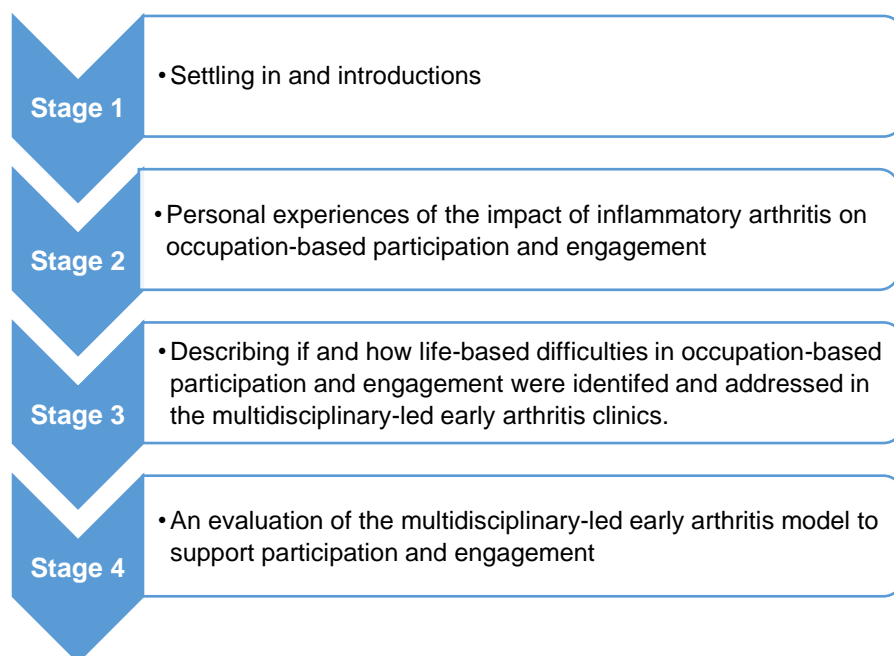 Stage 1
•Settling in and introductions
Stage 2
•Personal experiences of the impact of inflammatory arthritis on
occupation-based participation and engagement
Stage 3
•Describing if and how life-based difficulties in occupation-based
participation and engagement were identifed and addressed in
the multidisciplinary-led early arthritis clinics.
Stage 4
•An evaluation of the multidisciplinary-led early arthritis model to
support participation and engagement